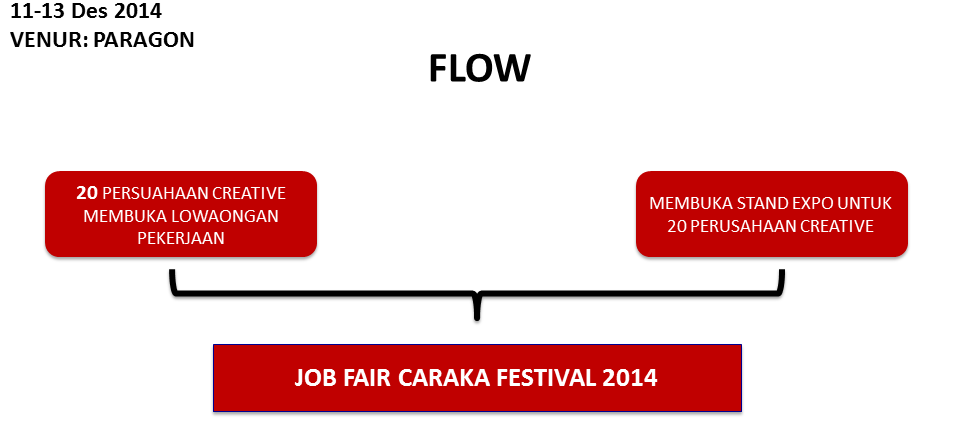 11-13 Des 2014
VENUR: PARAGON
FLOW
20 PERSUAHAAN CREATIVE
MEMBUKA LOWAONGAN
PEKERJAAN
MEMBUKA STAND EXPO UNTUK
20 PERUSAHAAN CREATIVE
JOB FAIR CARAKA FESTIVAL 2014